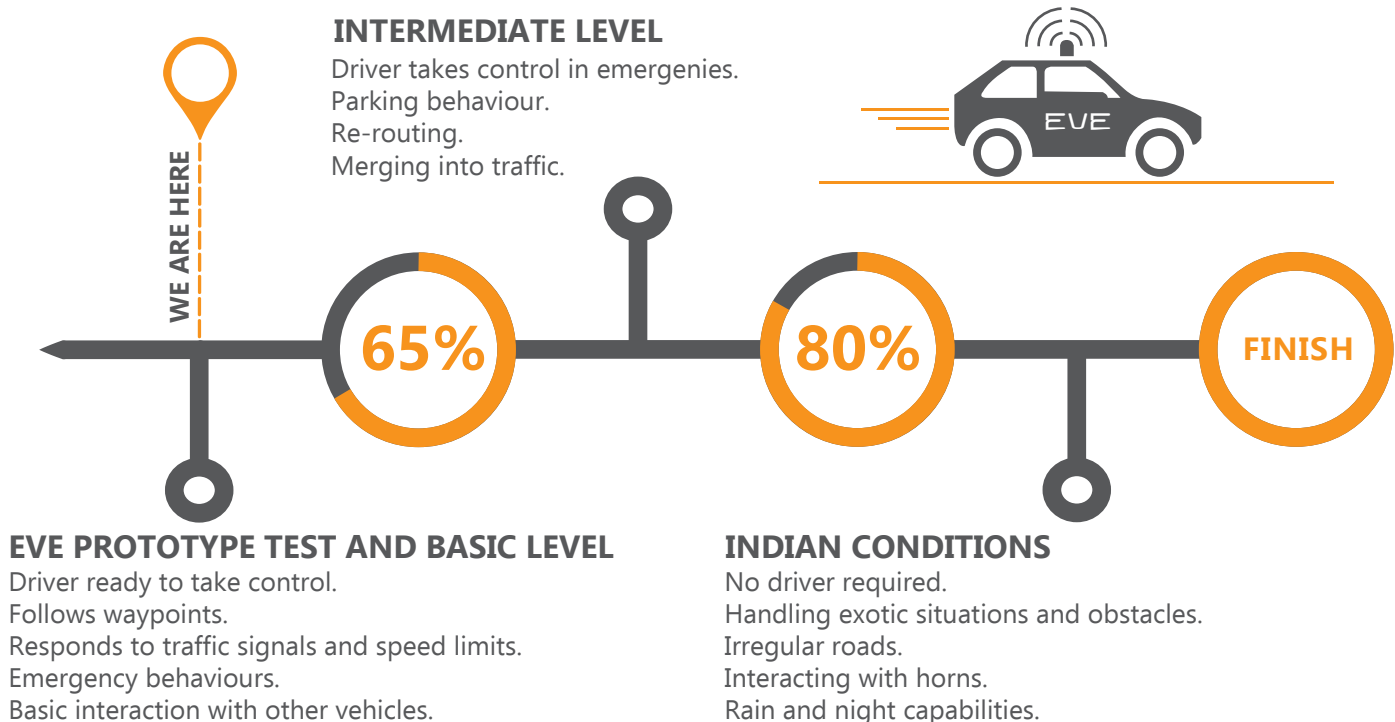 INTERMEDIATE LEVEL
Driver takes control in emergenies.
Parking behaviour.
Re-routing.
Merging into traffic.
EVE
WE ARE HERE
65%
80%
FINISH
EVE PROTOTYPE TEST AND BASIC LEVEL
Driver ready to take control.
Follows waypoints.
Responds to traffic signals and speed limits.
Emergency behaviours.
Basic interaction with other vehicles.
INDIAN CONDITIONS
No driver required.
Handling exotic situations and obstacles.
Irregular roads.
Interacting with horns.
Rain and night capabilities.